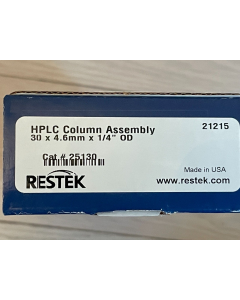 HPLC Column Assembly 21215
30 x 4.6mm x 1/4" OD
Cat.# 25130
Made in USA
RESTEK www.restek.com